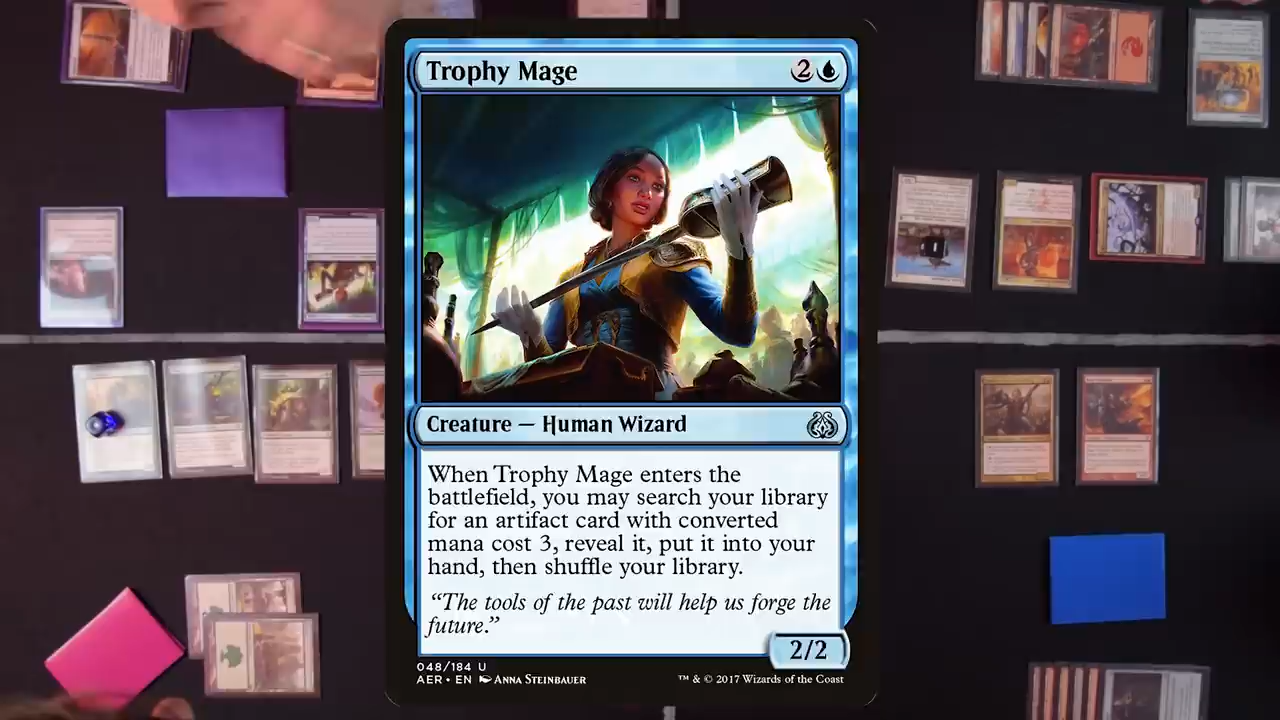 Trophy Mage 2
Creature — Human Wizard
When Trophy Mage enters the
battlefield, you may search your library
for an artifact card with converted
mana cost 3, reveal it, put it into your
hand, then shuffle your library.
“The tools of the past will help us forge the
future.”
2/2
048/184 U
AER • EN Anna Steinbauer
™ & © 2017 Wizards of the Coast